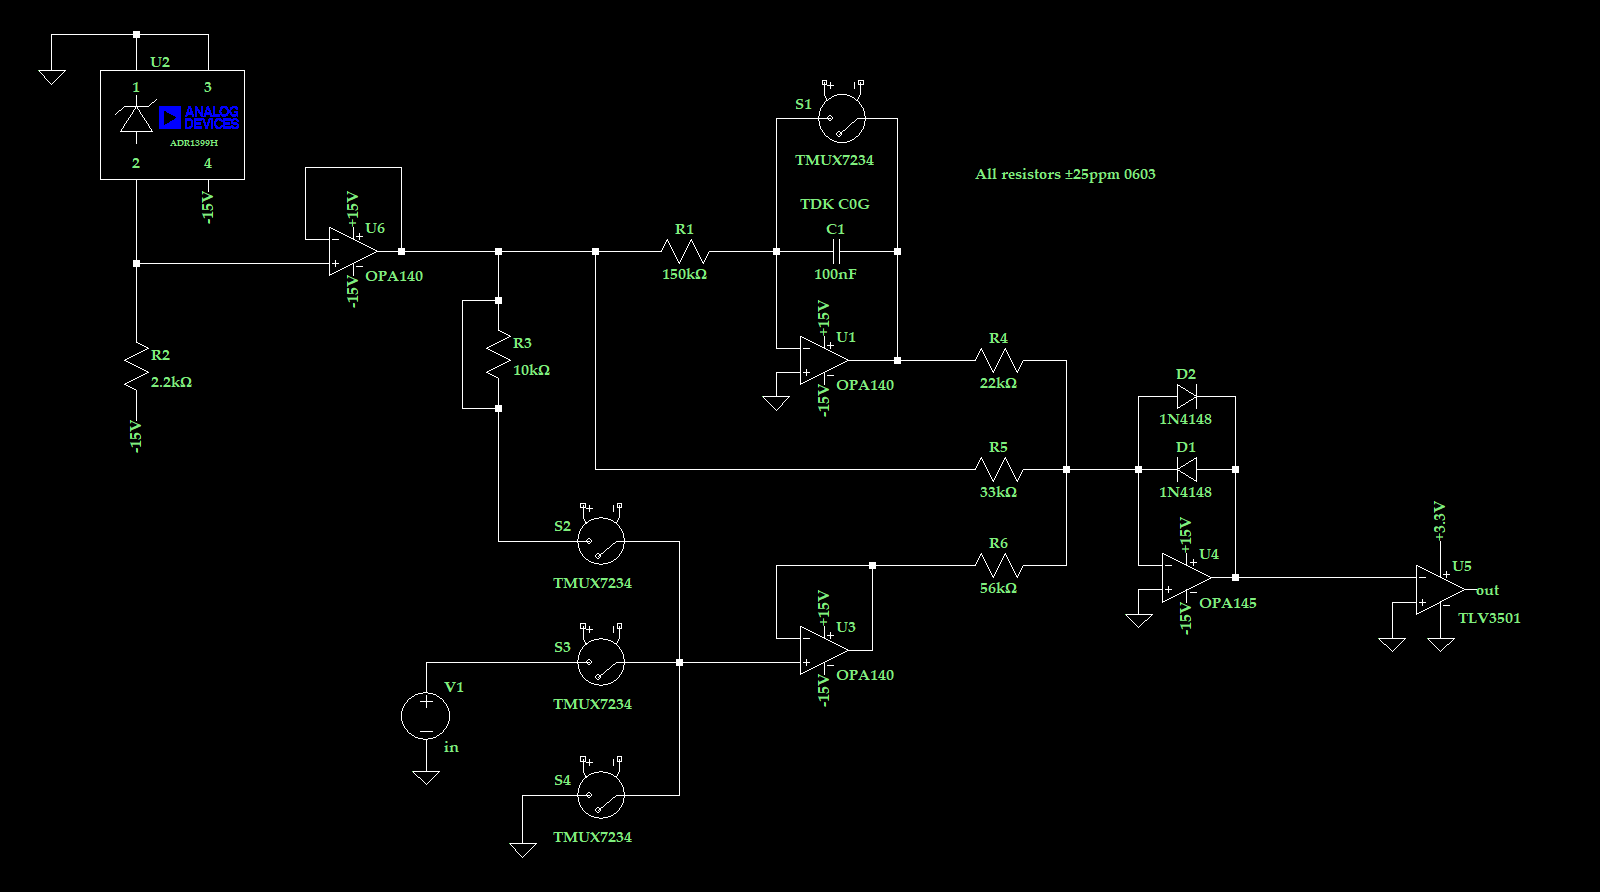 U2
1
3
ANALOG
DEVICES
ADR1399H
2
4
-15V
R2
2.2kΩ
-15V
+15V
U6
OPA140
-15V
R1
150kΩ
S1
TMUX7234
TDK C0G
C1
100nF
All resistors ±25ppm 0603
+15V
U1
OPA140
-15V
R3
10kΩ
R4
22kΩ
R5
33kΩ
R6
56kΩ
D2
1N4148
D1
1N4148
S2
TMUX7234
S3
TMUX7234
V1
in
S4
TMUX7234
+15V
U3
OPA140
-15V
+15V
U4
OPA145
-15V
+3.3V
U5
out
TLV3501